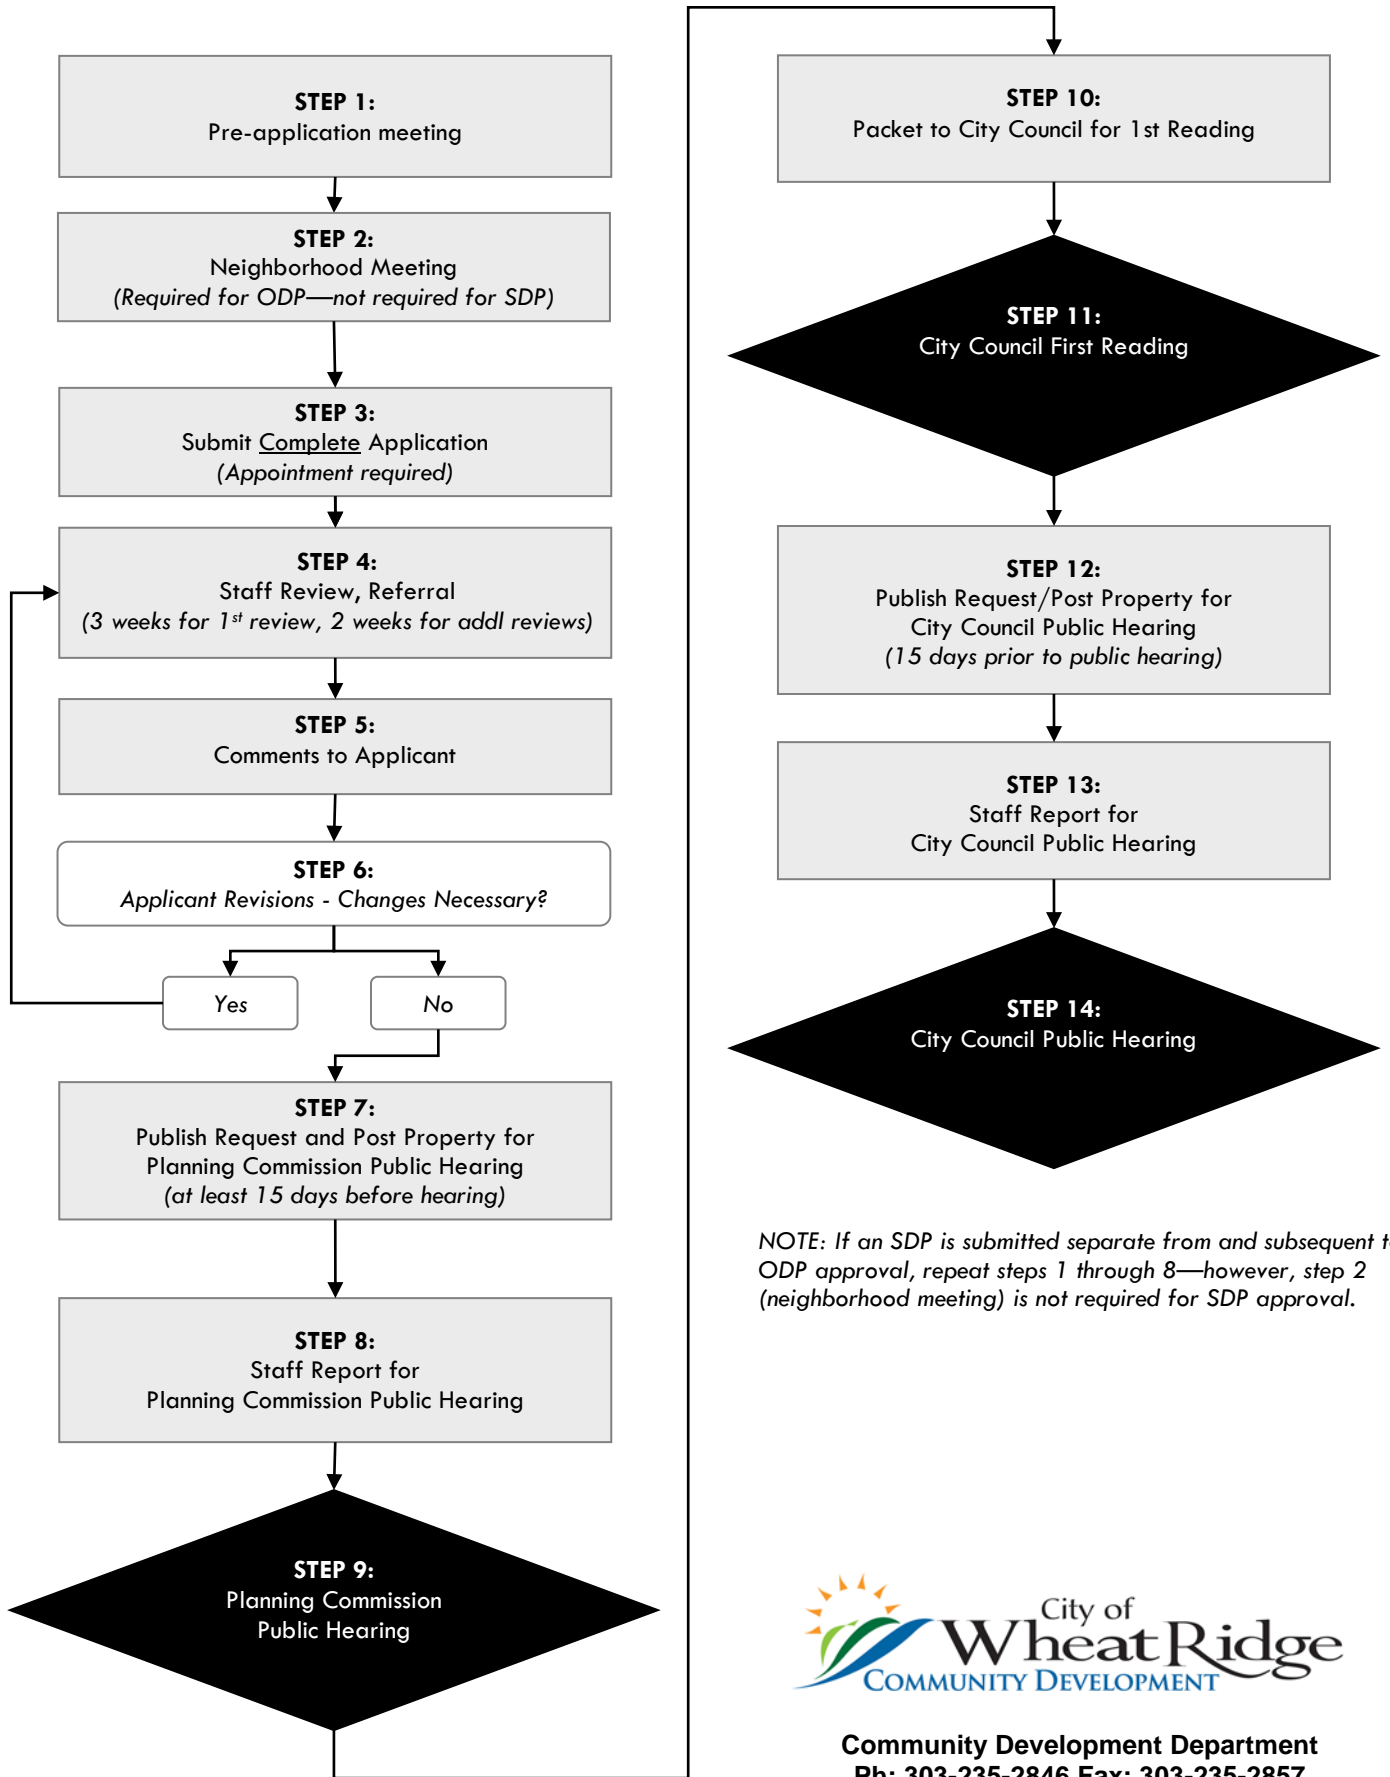 STEP 1:
Pre-application meeting
STEP 2:
Neighborhood Meeting
(Required for ODP—not required for SDP)
STEP 3:
Submit Complete Application
(Appointment required)
STEP 4:
Staff Review, Referral
(3 weeks for 1st review, 2 weeks for addl reviews)
STEP 5:
Comments to Applicant
STEP 6:
Applicant Revisions - Changes Necessary?
Yes
No
STEP 7:
Publish Request and Post Property for
Planning Commission Public Hearing
(at least 15 days before hearing)
STEP 8:
Staff Report for
Planning Commission Public Hearing
STEP 9:
Planning Commission
Public Hearing
STEP 10:
Packet to City Council for 1st Reading
STEP 11:
City Council First Reading
STEP 12:
Publish Request/Post Property for
City Council Public Hearing
(15 days prior to public hearing)
STEP 13:
Staff Report for
City Council Public Hearing
STEP 14:
City Council Public Hearing
NOTE: If an SDP is submitted separate from and subsequent t
ODP approval, repeat steps 1 through 8—however, step 2
(neighborhood meeting) is not required for SDP approval.
City of
Wheat Ridge
COMMUNITY DEVELOPMENT
Community Development Department
Ph: 303-235-2846 Fax: 303-235-2857